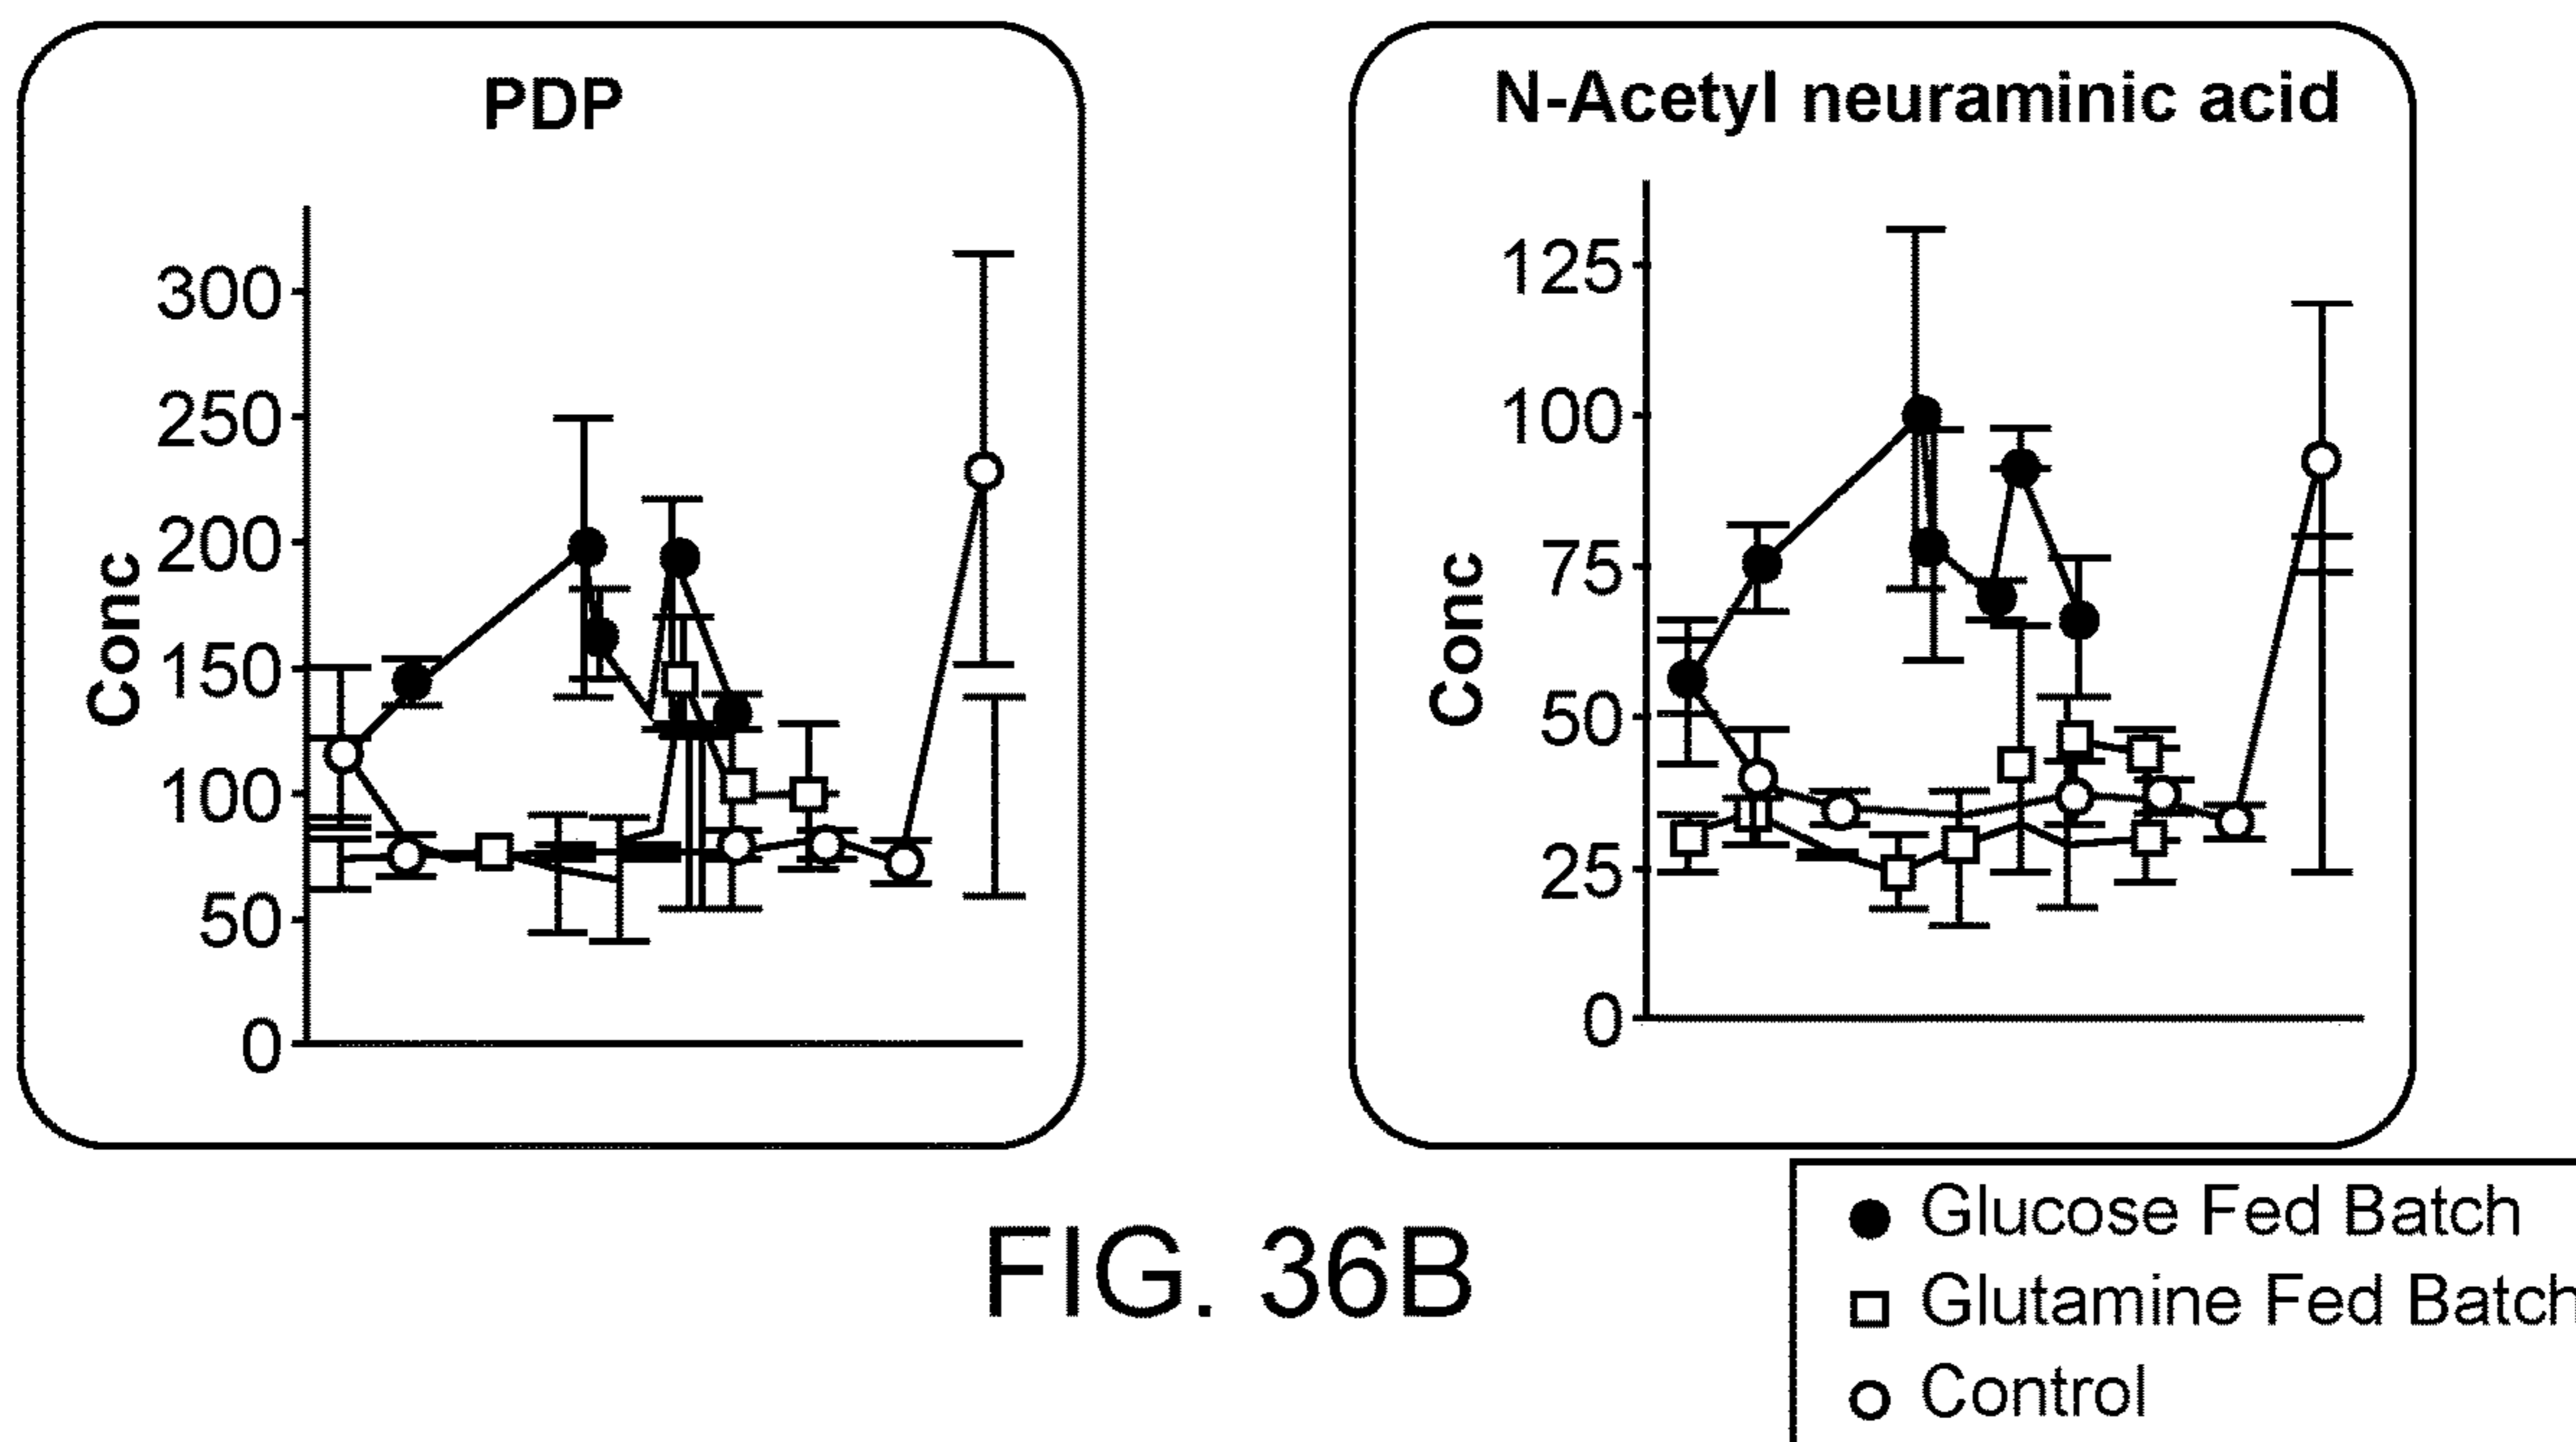 PDP
Conc
300
250
200
150
100
50
0
N-Acetyl neuraminic acid
Conc
125
100
75
50
25
0
FIG. 36B
Glucose Fed Batch
Glutamine Fed Batch
Control